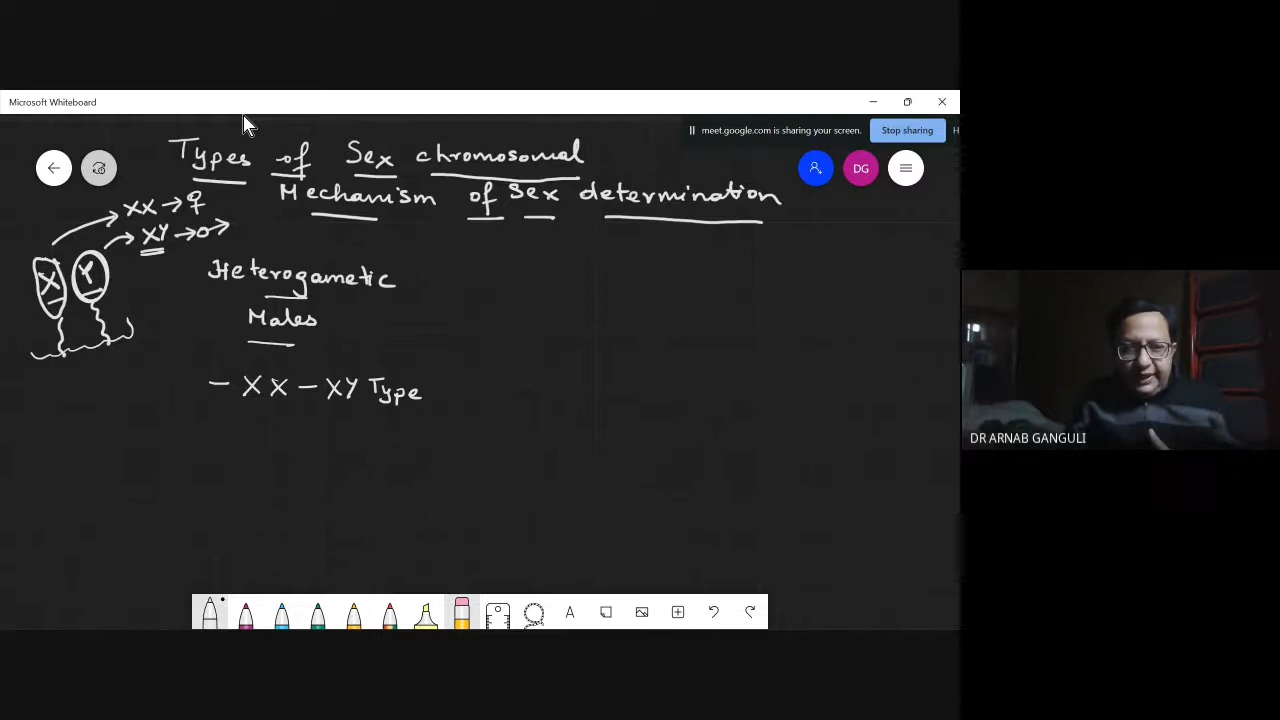 Microsoft Whiteboard
meet.google.com is sharing your screen.
Stop sharing
H
DG
Types of Sex chromosomal
Mechanism of Sex determination
XX → ♀
XY → ♂
X Y
Heterogametic
Males
- XX - XY Type
DR ARNAB GANGULI
A